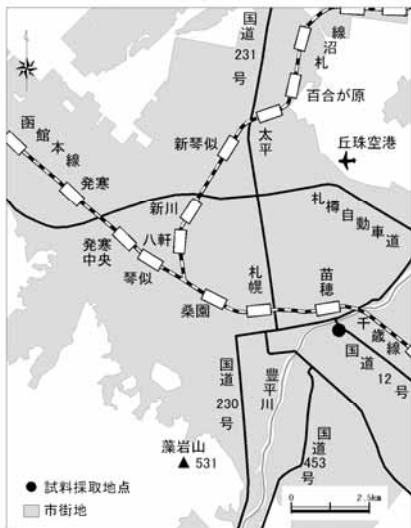 国道
231
号
札沼線
百合が原
太平
新琴似
丘珠空港
函館本線
発寒
新川
札樽自動車道
発寒中央
八軒
琴似
札幌
苗穂
桑園
千歳線
国道
12
号
国道
230
号
豊平川
国道
453
号
藻岩山
▲ 531
● 試料採取地点
市街地
0 2.5km